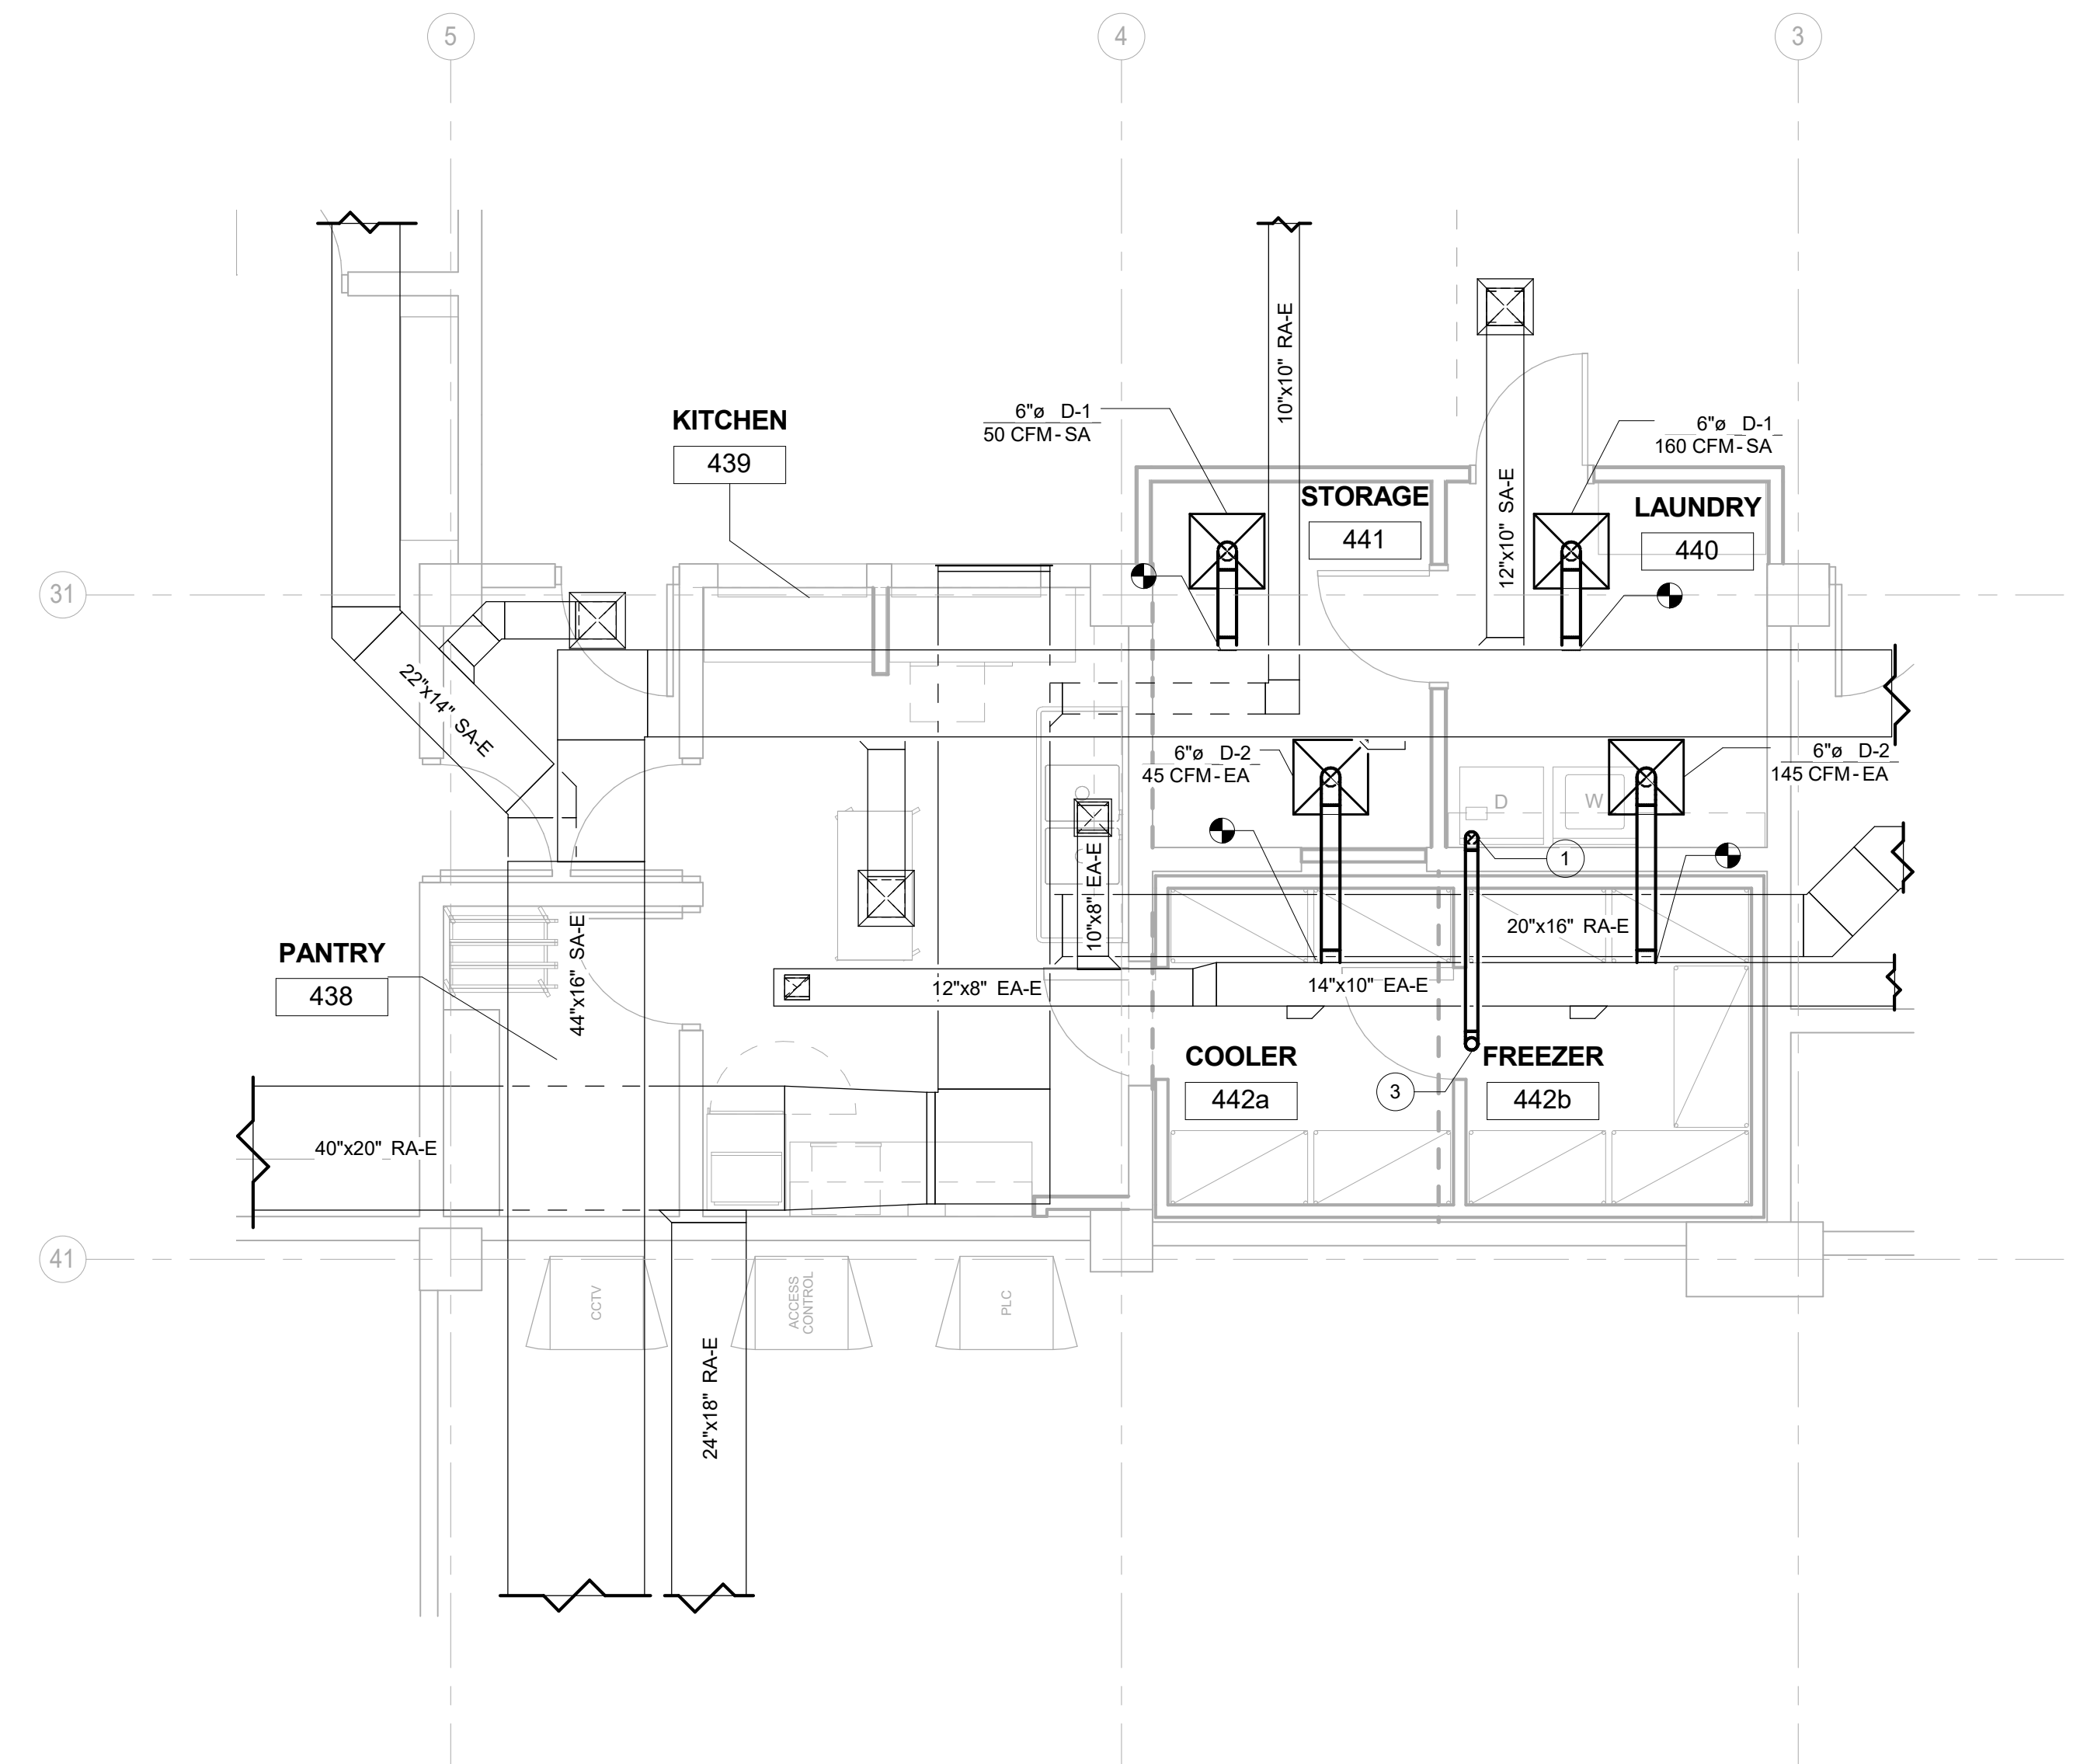 5
4
3
10"x10" RA-E
KITCHEN
439
6"ø D-1
50 CFM-SA
6"ø D-1
160 CFM-SA
STORAGE
441
12"x10" SA-E
LAUNDRY
440
31
22"x14" SA-E
6"ø D-2
45 CFM-EA
D
W
6"ø D-2
145 CFM-EA
1
10"x8" EA-E
20"x16" RA-E
PANTRY
438
44"x16" SA-E
12"x8" EA-E
14"x10" EA-E
COOLER
442a
3
FREEZER
442b
40"x20" RA-E
41
CCTV
ACCESS
CONTROL
PLC
24"x18" RA-E